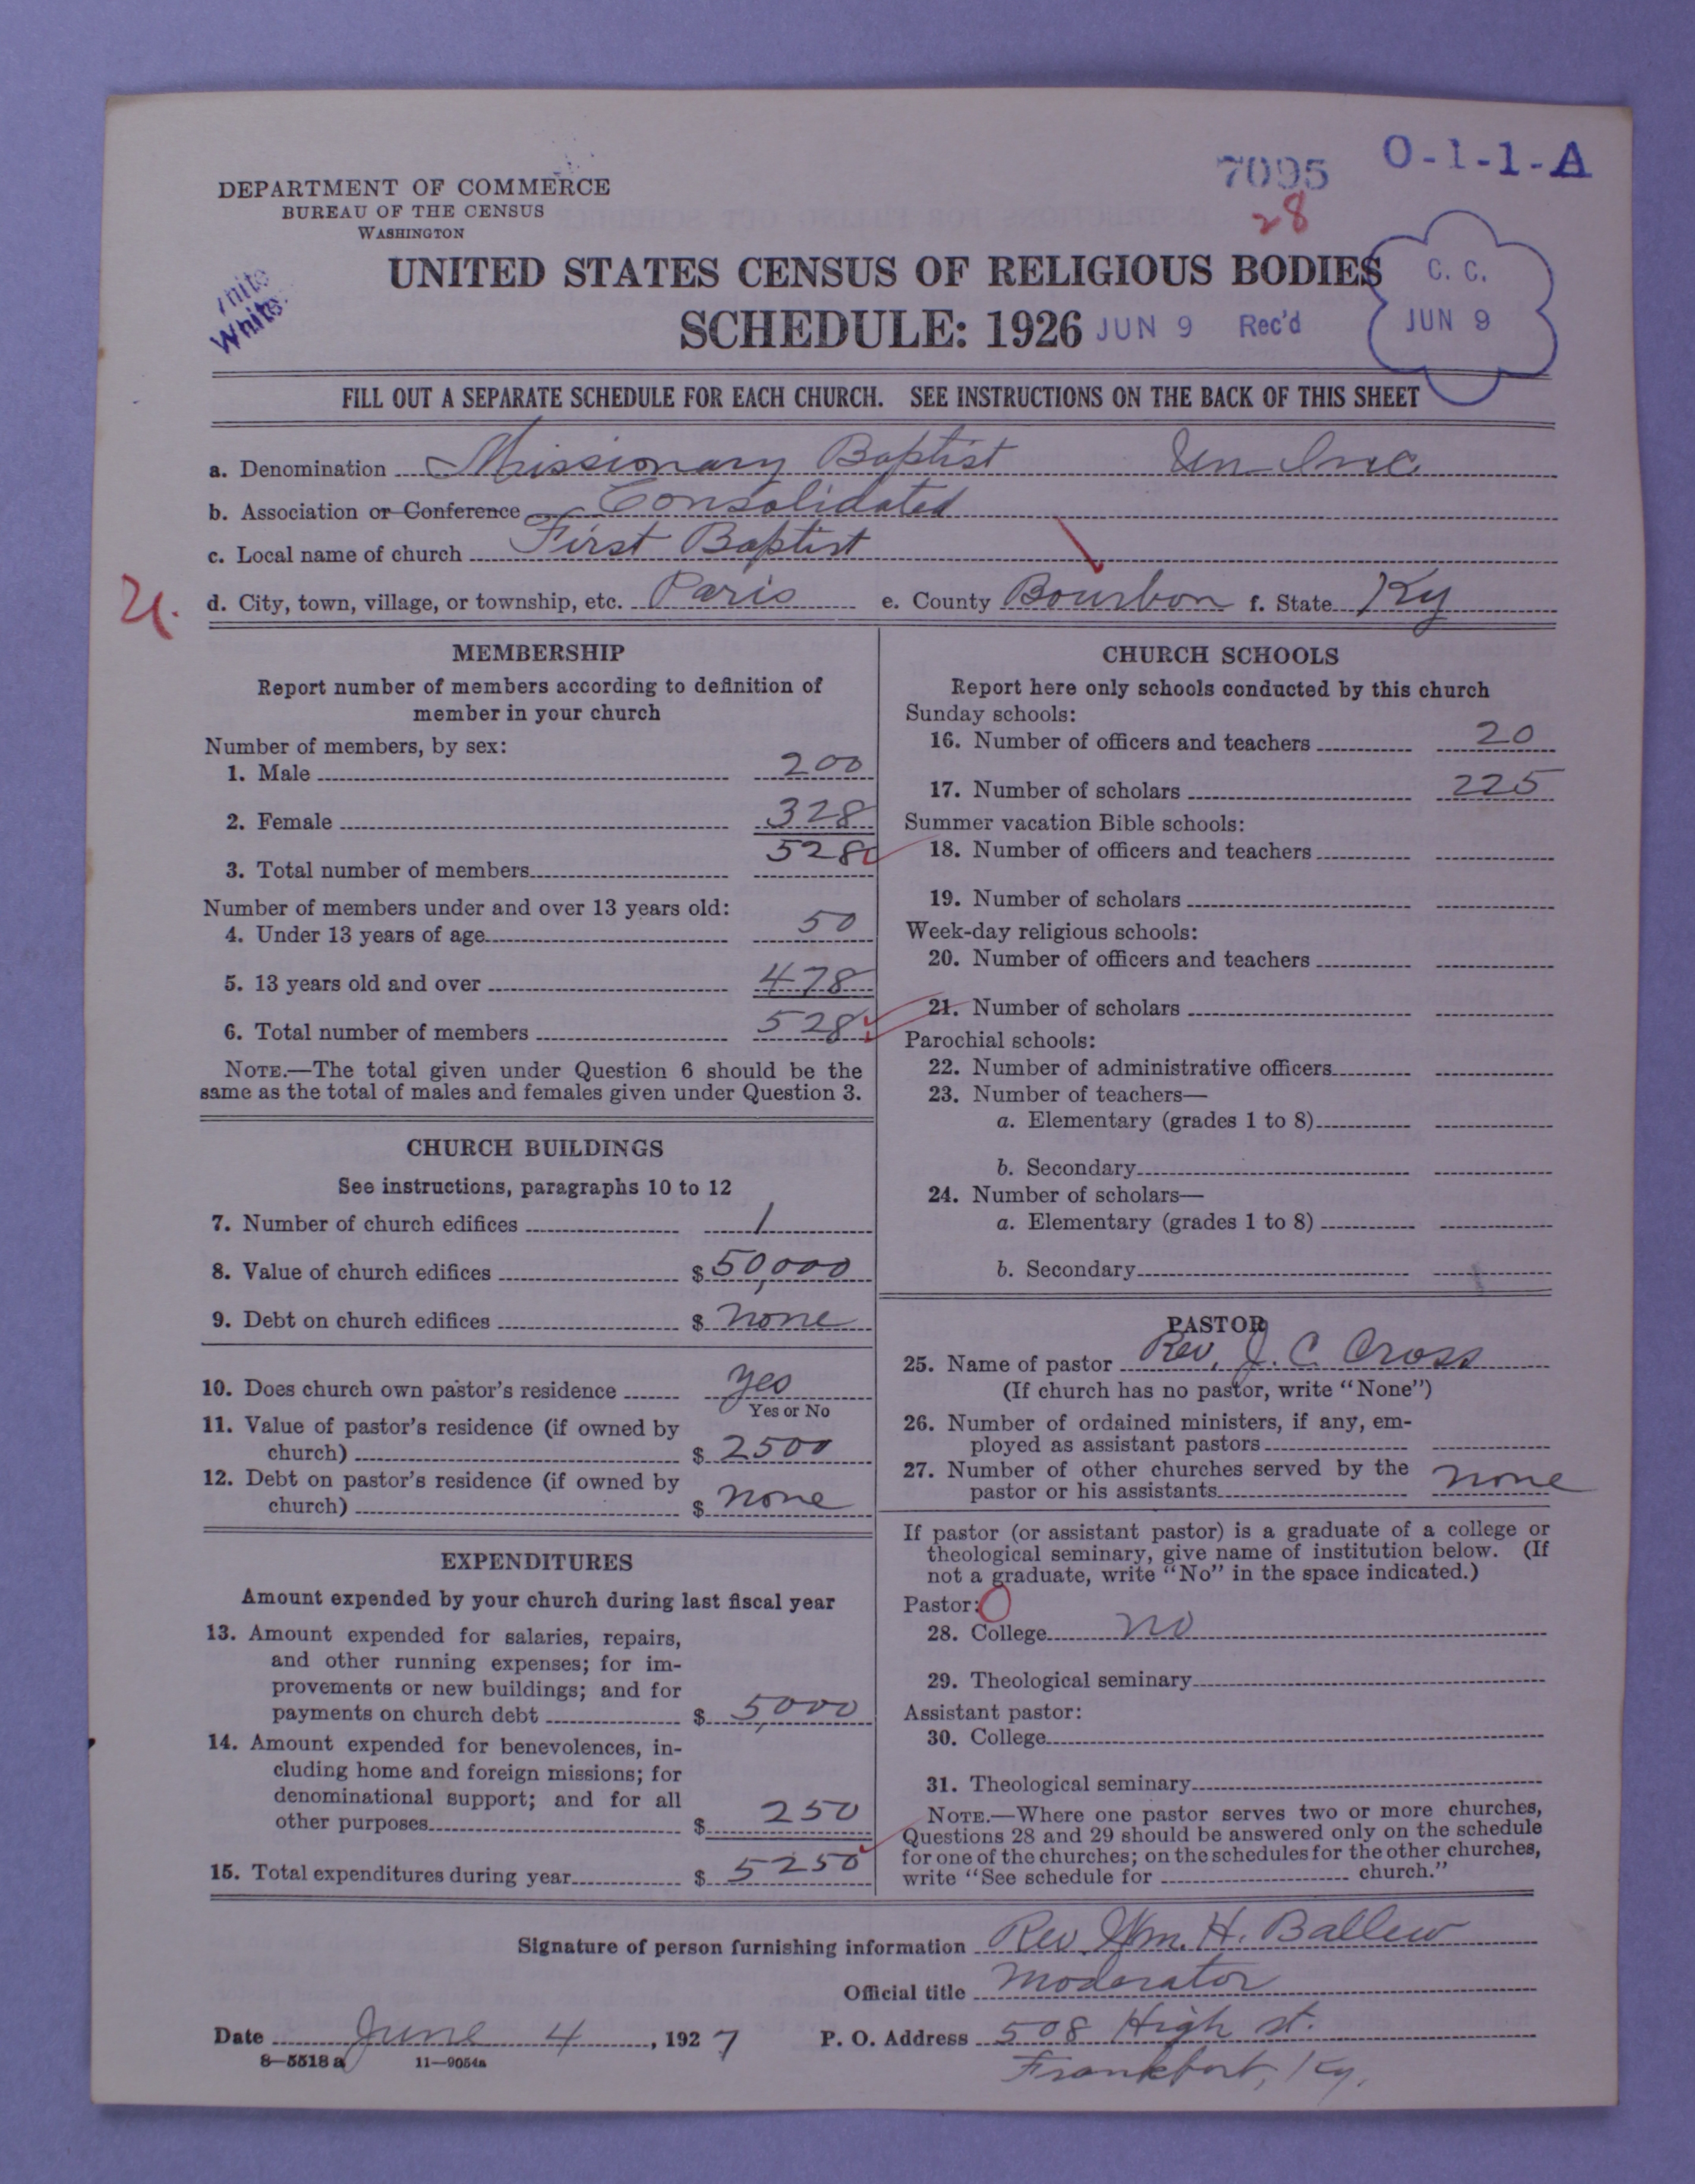 7095 O-1-1-A
28
DEPARTMENT OF COMMERCE
BUREAU OF THE CENSUS
WASHINGTON
White
UNITED STATES CENSUS OF RELIGIOUS BODIES
C. C.
SCHEDULE: 1926 JUN 9 Rec'd JUN 9
FILL OUT A SEPARATE SCHEDULE FOR EACH CHURCH. SEE INSTRUCTIONS ON THE BACK OF THIS SHEET
a. Denomination Missionary Baptist Un Inc.
b. Association or Conference Consolidated
c. Local name of church First Baptist
d. City, town, village, or township, etc. Paris e. County Bourbon f. State Ky
MEMBERSHIP
Report number of members according to definition of
member in your church
Number of members, by sex:
1. Male 200
2. Female 328
3. Total number of members 528
Number of members under and over 13 years old:
4. Under 13 years of age 50
5. 13 years old and over 478
6. Total number of members 528
NOTE.—The total given under Question 6 should be the
same as the total of males and females given under Question 3.
CHURCH BUILDINGS
See instructions, paragraphs 10 to 12
7. Number of church edifices 1
8. Value of church edifices $50,000
9. Debt on church edifices $ none
10. Does church own pastor's residence yes
Yes or No
11. Value of pastor's residence (if owned by
church) $ 2500
12. Debt on pastor's residence (if owned by
church) $ none
EXPENDITURES
Amount expended by your church during last fiscal year
13. Amount expended for salaries, repairs,
and other running expenses; for im-
provements or new buildings; and for
payments on church debt $ 5,000
14. Amount expended for benevolences, in-
cluding home and foreign missions; for
denominational support; and for all
other purposes $ 250
15. Total expenditures during year $ 5250
CHURCH SCHOOLS
Report here only schools conducted by this church
Sunday schools:
16. Number of officers and teachers 20
17. Number of scholars 225
Summer vacation Bible schools:
18. Number of officers and teachers
19. Number of scholars
Week-day religious schools:
20. Number of officers and teachers
21. Number of scholars
Parochial schools:
22. Number of administrative officers
23. Number of teachers—
a. Elementary (grades 1 to 8)
b. Secondary
24. Number of scholars—
a. Elementary (grades 1 to 8)
b. Secondary
PASTOR
25. Name of pastor Rev. J. C. Cross
(If church has no pastor, write "None")
26. Number of ordained ministers, if any, em-
ployed as assistant pastors
27. Number of other churches served by the
pastor or his assistants none
If pastor (or assistant pastor) is a graduate of a college or
theological seminary, give name of institution below. (If
not a graduate, write "No" in the space indicated.)
Pastor: 0
28. College no
29. Theological seminary
Assistant pastor:
30. College
31. Theological seminary
NOTE.—Where one pastor serves two or more churches,
Questions 28 and 29 should be answered only on the schedule
for one of the churches; on the schedules for the other churches,
write "See schedule for church."
Signature of person furnishing information Rev. Wm. H. Ballew
Official title Moderator
Date June 4, 1927 P. O. Address 508 High st.
8—5518 a 11—9054a Frankfort, Ky.